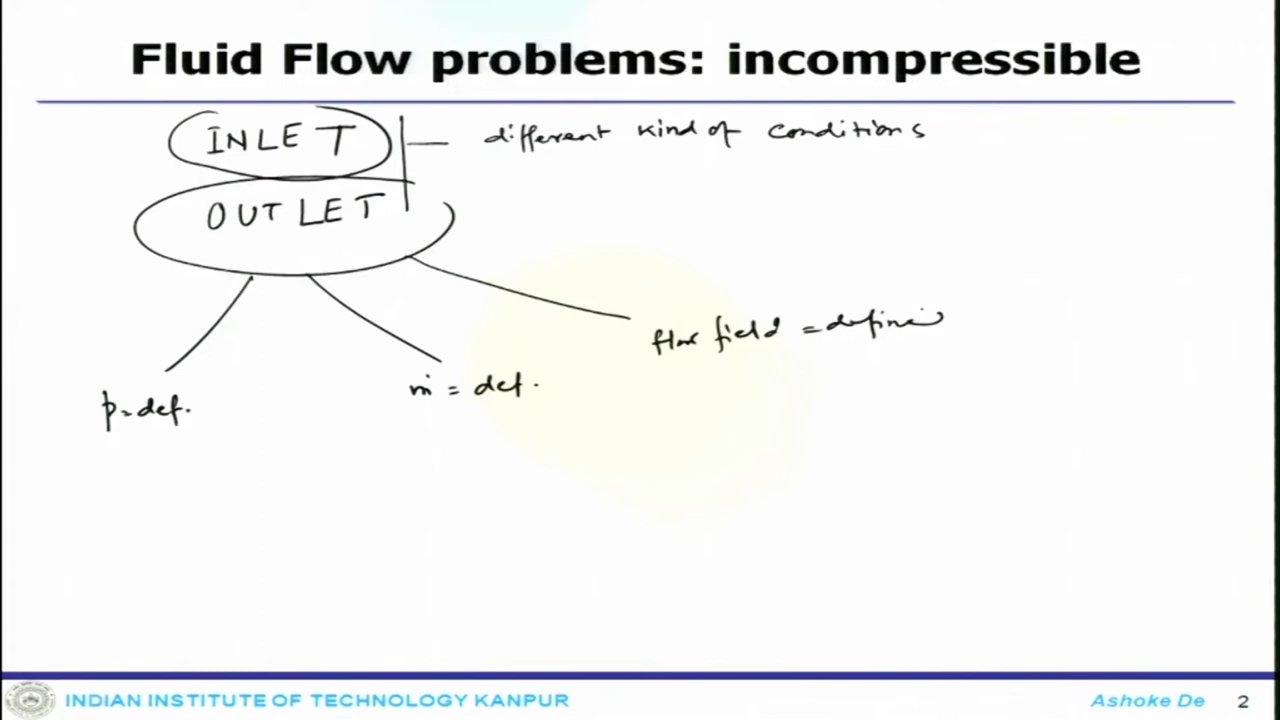 Fluid Flow problems: incompressible
INLET
different kind of conditions
OUTLET
flow field = define
p = def.
ṁ = def.
INDIAN INSTITUTE OF TECHNOLOGY KANPUR
Ashoke De
2